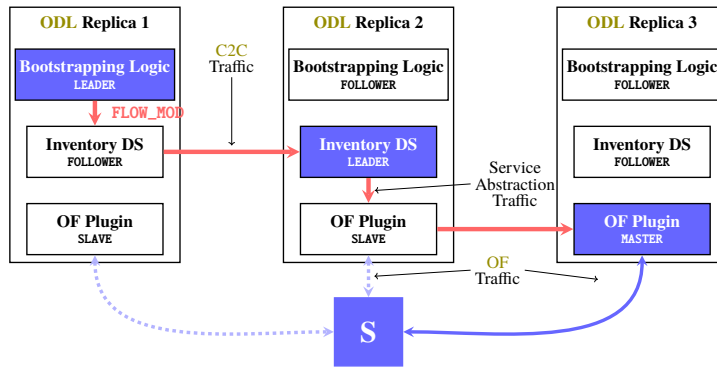 ODL Replica 1
Bootstrapping Logic
LEADER
FLOW_MOD
Inventory DS
FOLLOWER
OF Plugin
SLAVE
C2C
Traffic
ODL Replica 2
Bootstrapping Logic
FOLLOWER
Inventory DS
LEADER
OF Plugin
SLAVE
Service
Abstraction
Traffic
OF
Traffic
ODL Replica 3
Bootstrapping Logic
FOLLOWER
Inventory DS
FOLLOWER
OF Plugin
MASTER
S